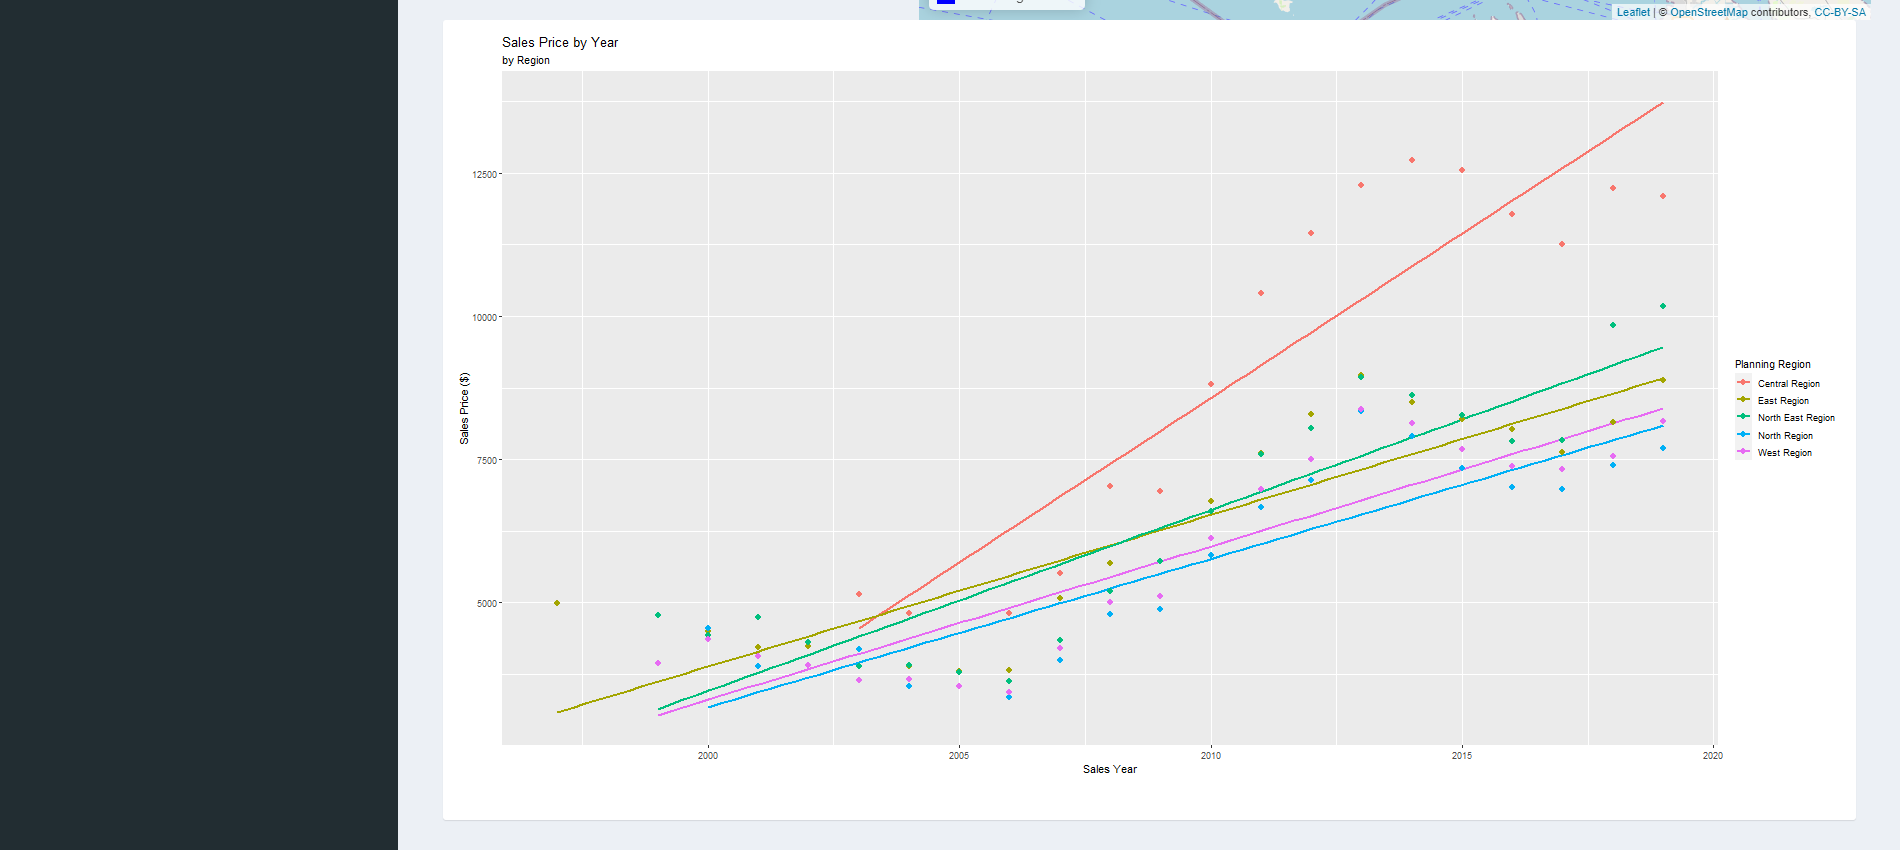 Leaflet | © OpenStreetMap contributors, CC-BY-SA
Sales Price by Year
by Region
12500
10000
7500
5000
Sales Price ($)
2000
2005
2010
2015
2020
Sales Year
Planning Region
Central Region
East Region
North East Region
North Region
West Region